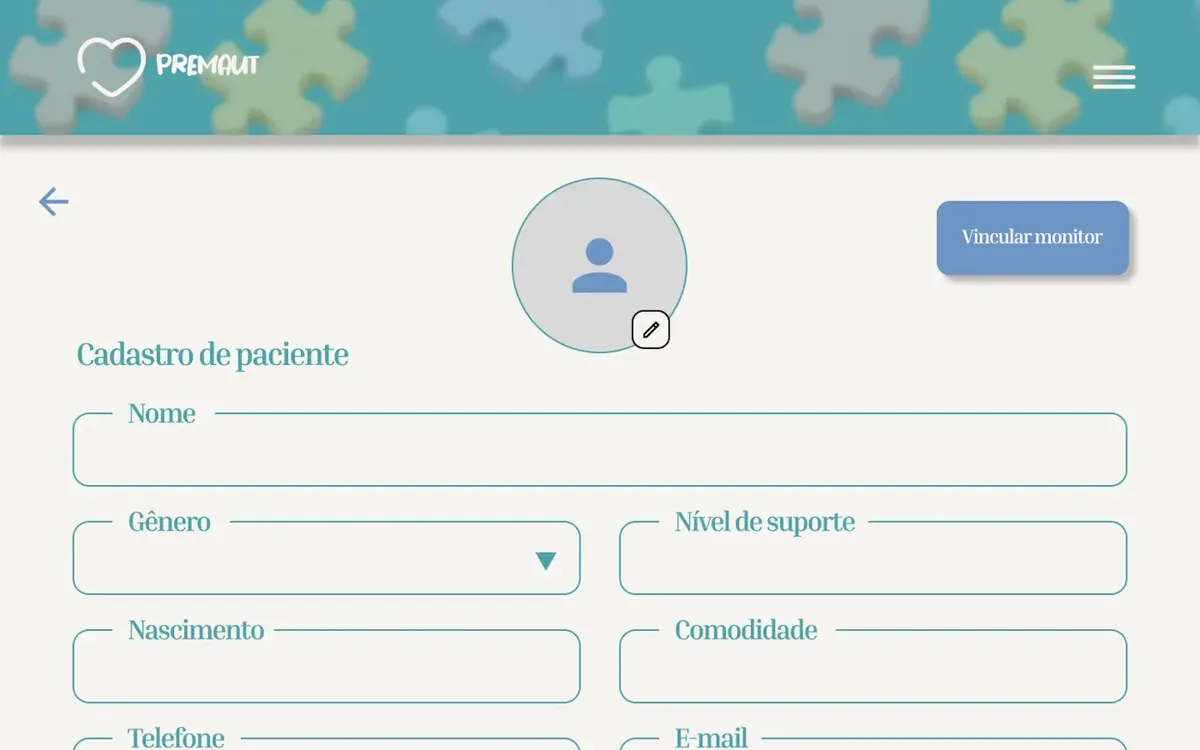 PREMAUT
Vincular monitor
Cadastro de paciente
Nome
Gênero
Nível de suporte
Nascimento
Comodidade
Telefone
E-mail